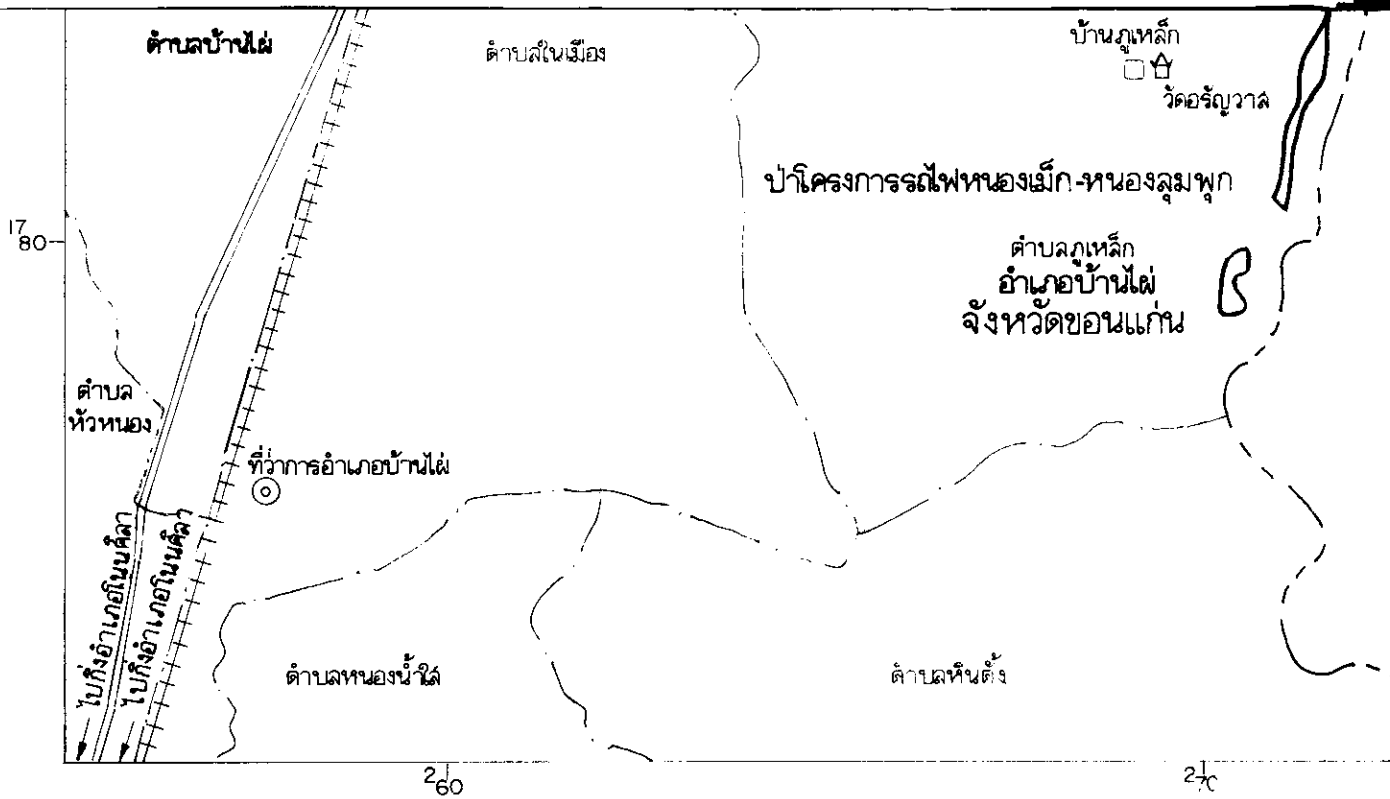 ตำบลบ้านไผ่
ตำบลในเมือง
บ้านภูเหล็ก
วัดอรัญวาส
ป่าโครงการรถไฟหนองเม็ก-หนองลุมพุก
17
80
ตำบลภูเหล็ก
อำเภอบ้านไผ่
จังหวัดขอนแก่น
ตำบล
หัวหนอง
ที่ว่าการอำเภอบ้านไผ่
ไปกิ่งอำเภอโนนศิลา
ไปกิ่งอำเภอโนนศิลา
ตำบลหนองน้ำใส
ตำบลหินตั้ง
260
270